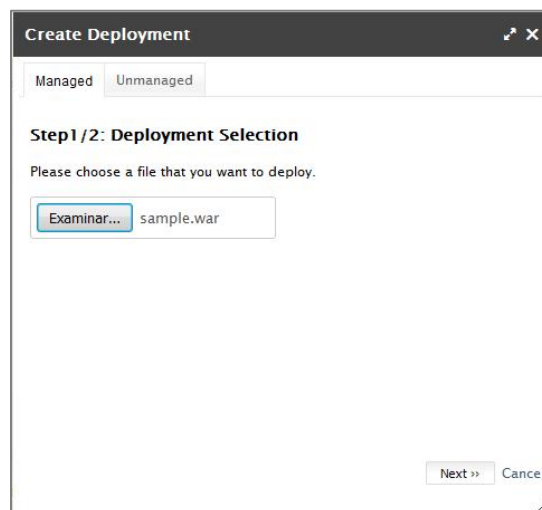 Create Deployment
Managed Unmanaged
Step1/2: Deployment Selection
Please choose a file that you want to deploy.
Examinar... sample.war
Next ›› Cance